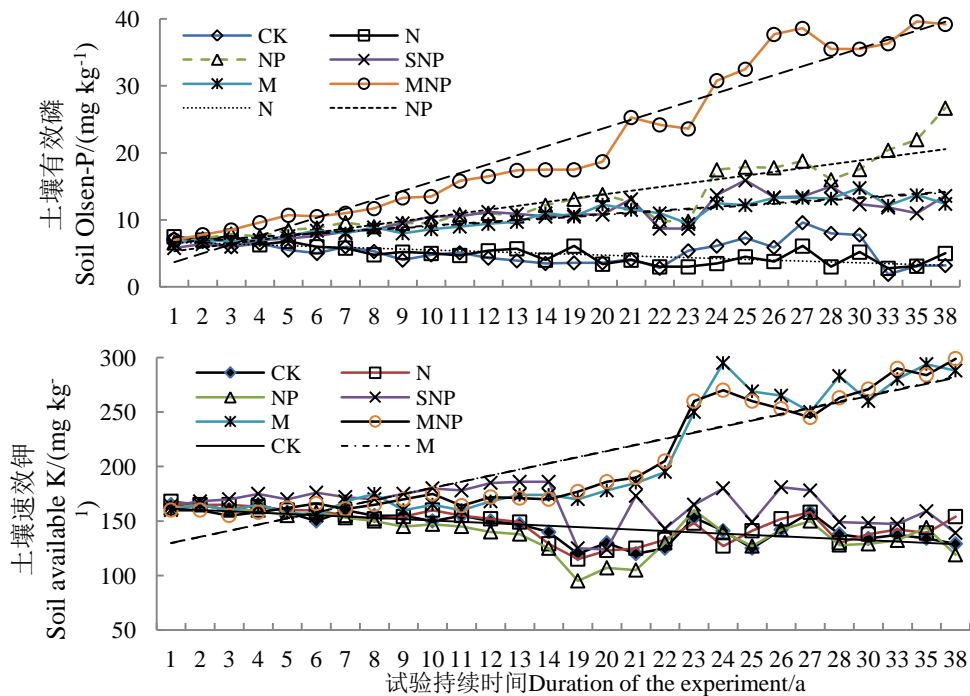 土壤有效磷
Soil Olsen-P/(mg kg-1)
40
30
20
10
0
CK
N
NP
SNP
M
MNP
N
NP
1 2 3 4 5 6 7 8 9 10 11 12 13 14 19 20 21 22 23 24 25 26 27 28 30 33 35 38
土壤速效钾
Soil available K/(mg kg-
1)
300
250
200
150
100
50
CK
N
NP
SNP
M
MNP
CK
M
1 2 3 4 5 6 7 8 9 10 11 12 13 14 19 20 21 22 23 24 25 26 27 28 30 33 35 38
试验持续时间Duration of the experiment/a